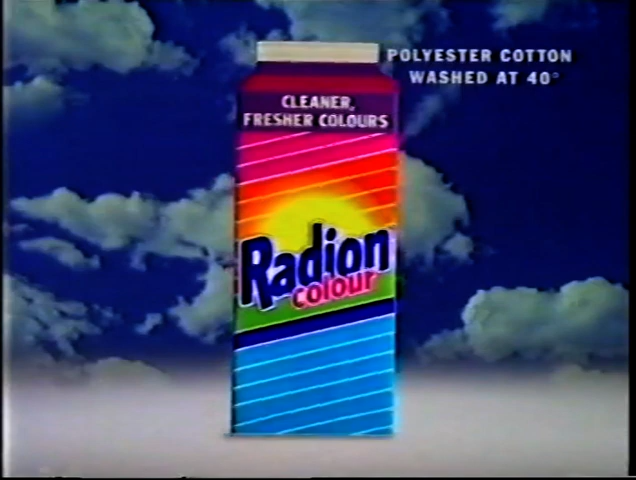 POLYESTER COTTON
WASHED AT 40°
CLEANER,
FRESHER COLOURS
Radion
colour